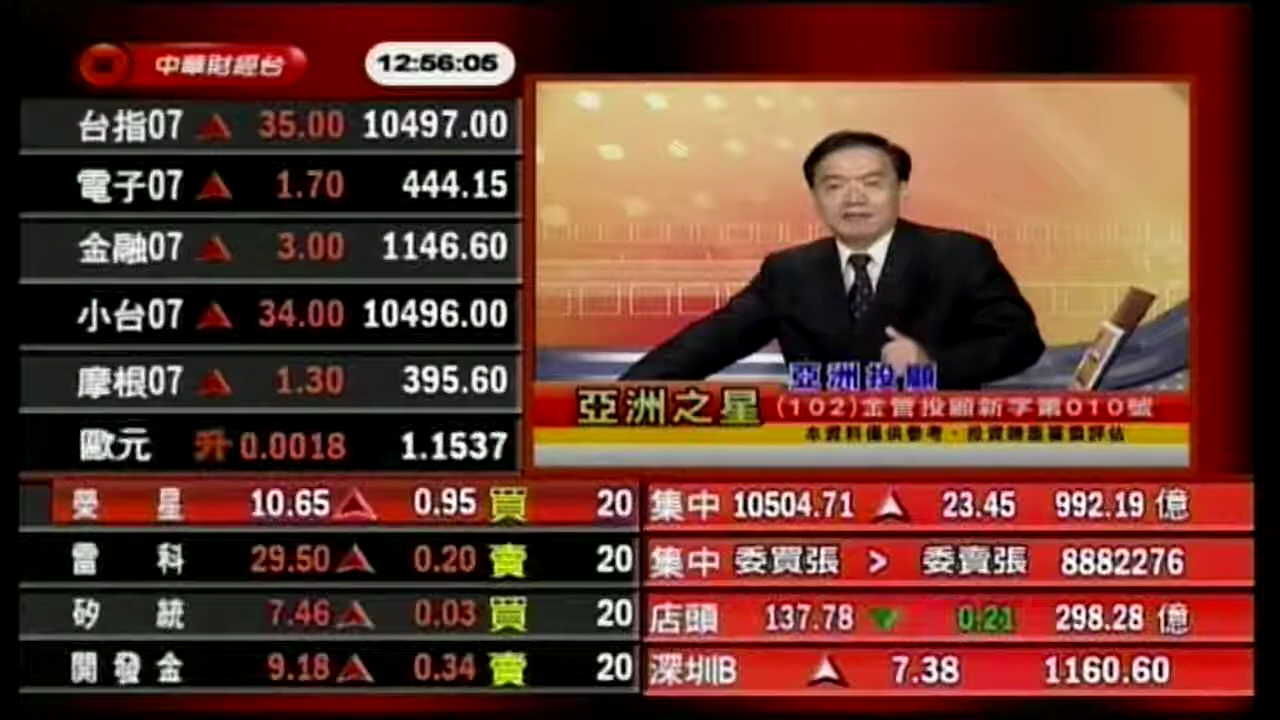 中華財經台 12:56:05
台指07 ▲ 35.00 10497.00
電子07 ▲ 1.70 444.15
金融07 ▲ 3.00 1146.60
小台07 ▲ 34.00 10496.00
摩根07 ▲ 1.30 395.60
歐元 升 0.0018 1.1537
亞洲投顧
亞洲之星 (102)金管投顧新字第010號
本資料僅供參考,投資時應審慎評估
榮星 10.65 ▲ 0.95 買 20
雷科 29.50 ▲ 0.20 賣 20
矽統 7.46 ▲ 0.03 買 20
開發金 9.18 ▲ 0.34 賣 20
集中 10504.71 ▲ 23.45 992.19 億
集中 委買張 > 委賣張 8882276
店頭 137.78 ▼ 0.21 298.28 億
深圳B ▲ 7.38 1160.60